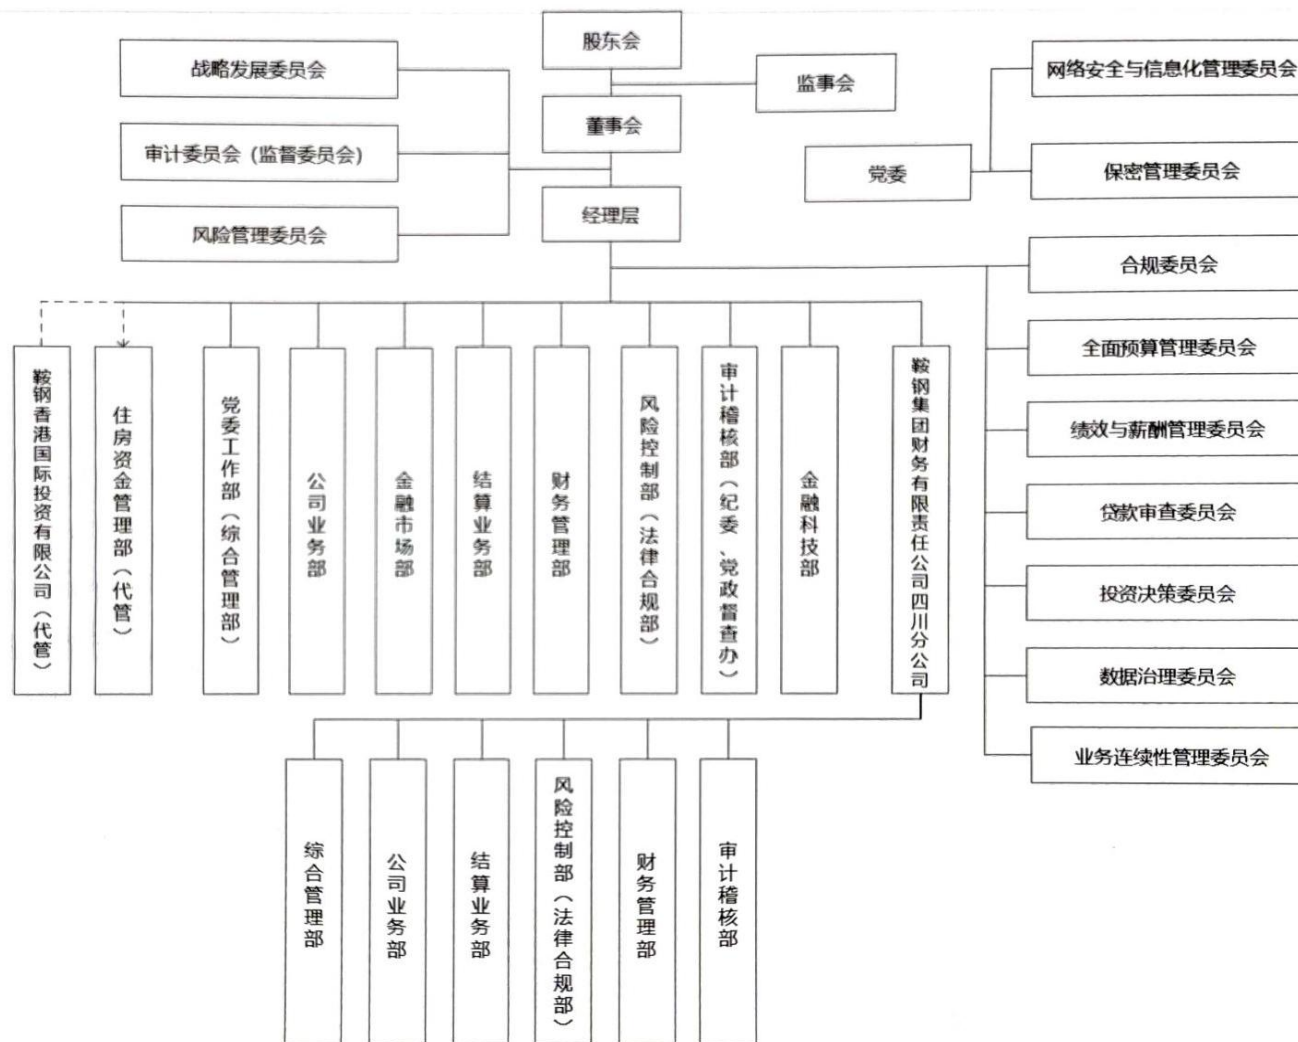 股东会
战略发展委员会
监事会
网络安全与信息化管理委员会
董事会
审计委员会（监督委员会）
党委
保密管理委员会
经理层
风险管理委员会
合规委员会
全面预算管理委员会
绩效与薪酬管理委员会
贷款审查委员会
投资决策委员会
数据治理委员会
业务连续性管理委员会
鞍钢香港国际投资有限公司（代管）
住房资金管理部（代管）
党委工作部（综合管理部）
公司业务部
金融市场部
结算业务部
财务管理部
风险控制部（法律合规部）
审计稽核部（纪委、党政督查办）
金融科技部
鞍钢集团财务有限责任公司四川分公司
综合管理部
公司业务部
结算业务部
风险控制部（法律合规部）
财务管理部
审计稽核部